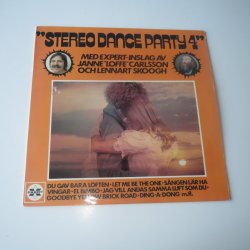 "STEREO DANCE PARTY 4"
MED EXPERT-INSLAG AV
JANNE "LOFFE" CARLSSON
OCH LENNART SKOOGH
DU GAV BARA LÖFTEN - LET ME BE THE ONE - SÅNGEN LÄR HA
VINGAR - EL BIMBO - JAG VILL ANDAS SAMMA LUFT SOM DU -
GOODBYE YELLOW BRICK ROAD - DING-A-DONG m.fl.